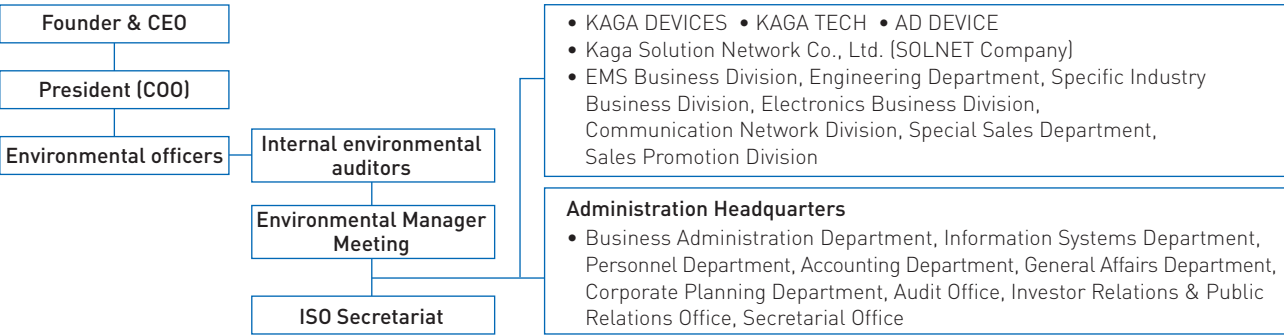 Founder & CEO
President (COO)
Environmental officers
Internal environmental
auditors
Environmental Manager
Meeting
ISO Secretariat
• KAGA DEVICES • KAGA TECH • AD DEVICE
• Kaga Solution Network Co., Ltd. (SOLNET Company)
• EMS Business Division, Engineering Department, Specific Industry
Business Division, Electronics Business Division,
Communication Network Division, Special Sales Department,
Sales Promotion Division
Administration Headquarters
• Business Administration Department, Information Systems Department,
Personnel Department, Accounting Department, General Affairs Department,
Corporate Planning Department, Audit Office, Investor Relations & Public
Relations Office, Secretarial Office